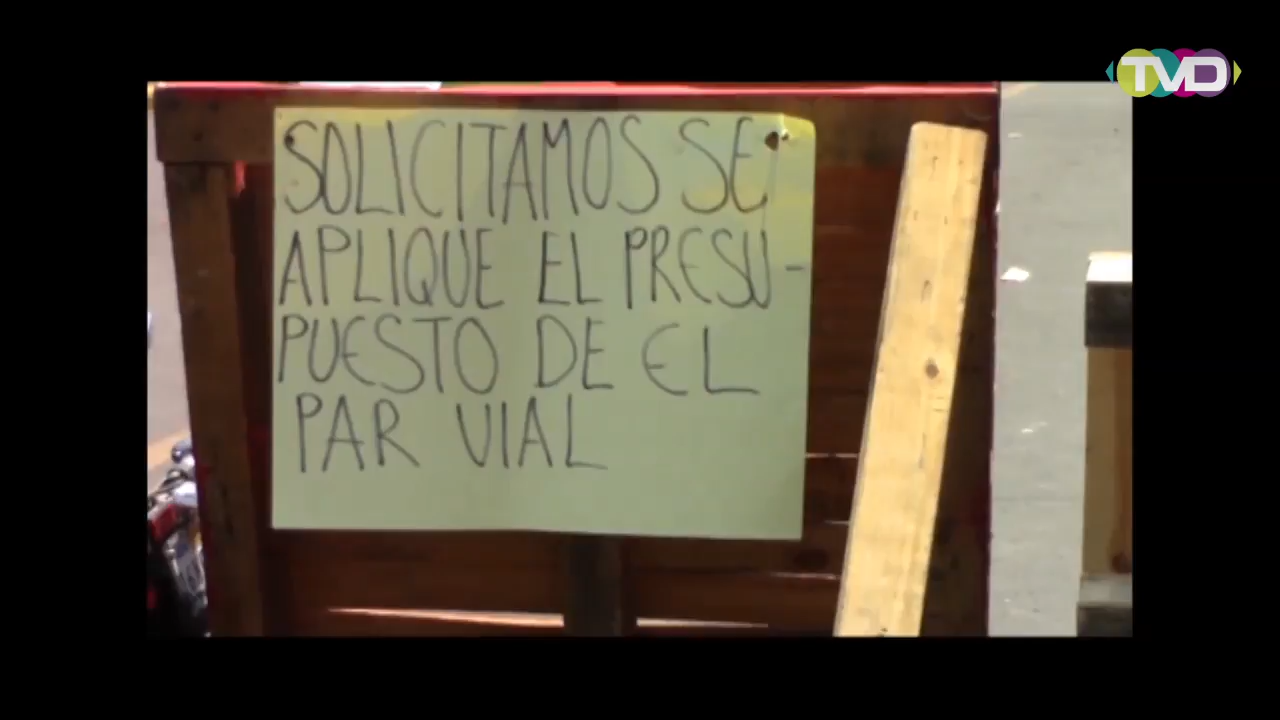 TVD
SOLICITAMOS SE
APLIQUE EL PRESU-
PUESTO DE EL
PAR VIAL